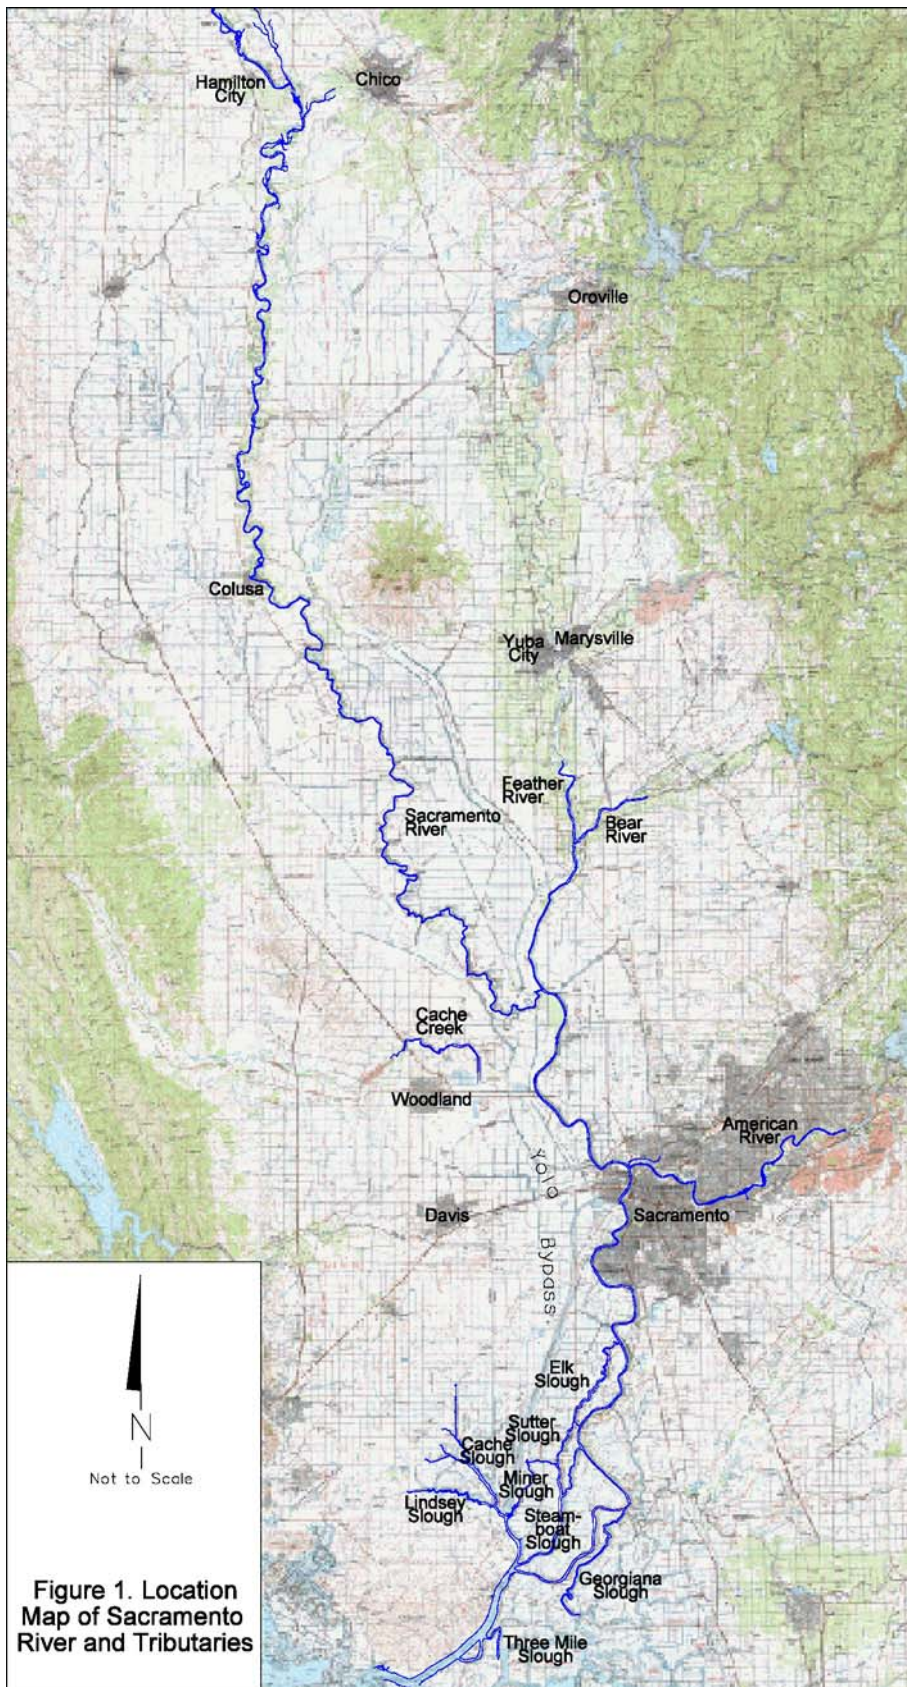 Hamilton
City
Chico
Oroville
Colusa
Yuba
City
Marysville
Feather
River
Bear
River
Sacramento
River
Cache
Creek
Woodland
American
River
Yolo Bypass
Davis
Sacramento
Elk
Slough
Sutter
Slough
Cache
Slough
Miner
Slough
Lindsey
Slough
Steam-
boat
Slough
Georgiana
Slough
Three Mile
Slough
N
Not to Scale
Figure 1. Location
Map of Sacramento
River and Tributaries